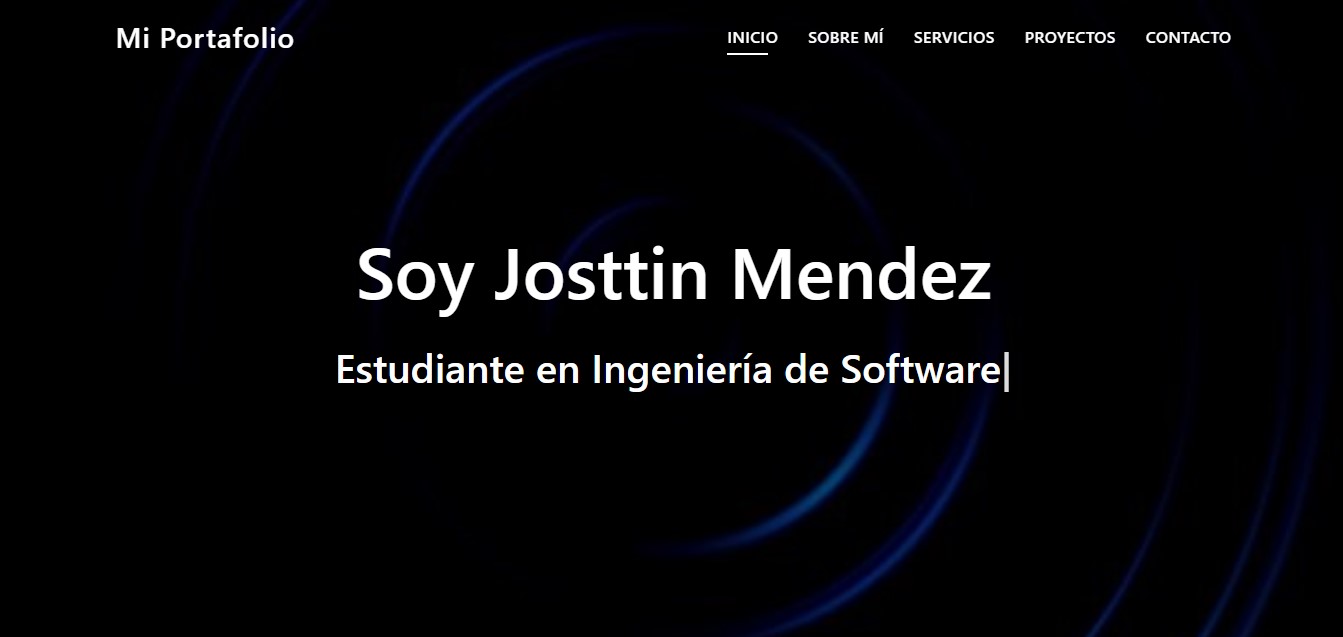 Mi Portafolio
INICIO SOBRE MÍ SERVICIOS PROYECTOS CONTACTO
Soy Josttin Mendez
Estudiante en Ingeniería de Software|